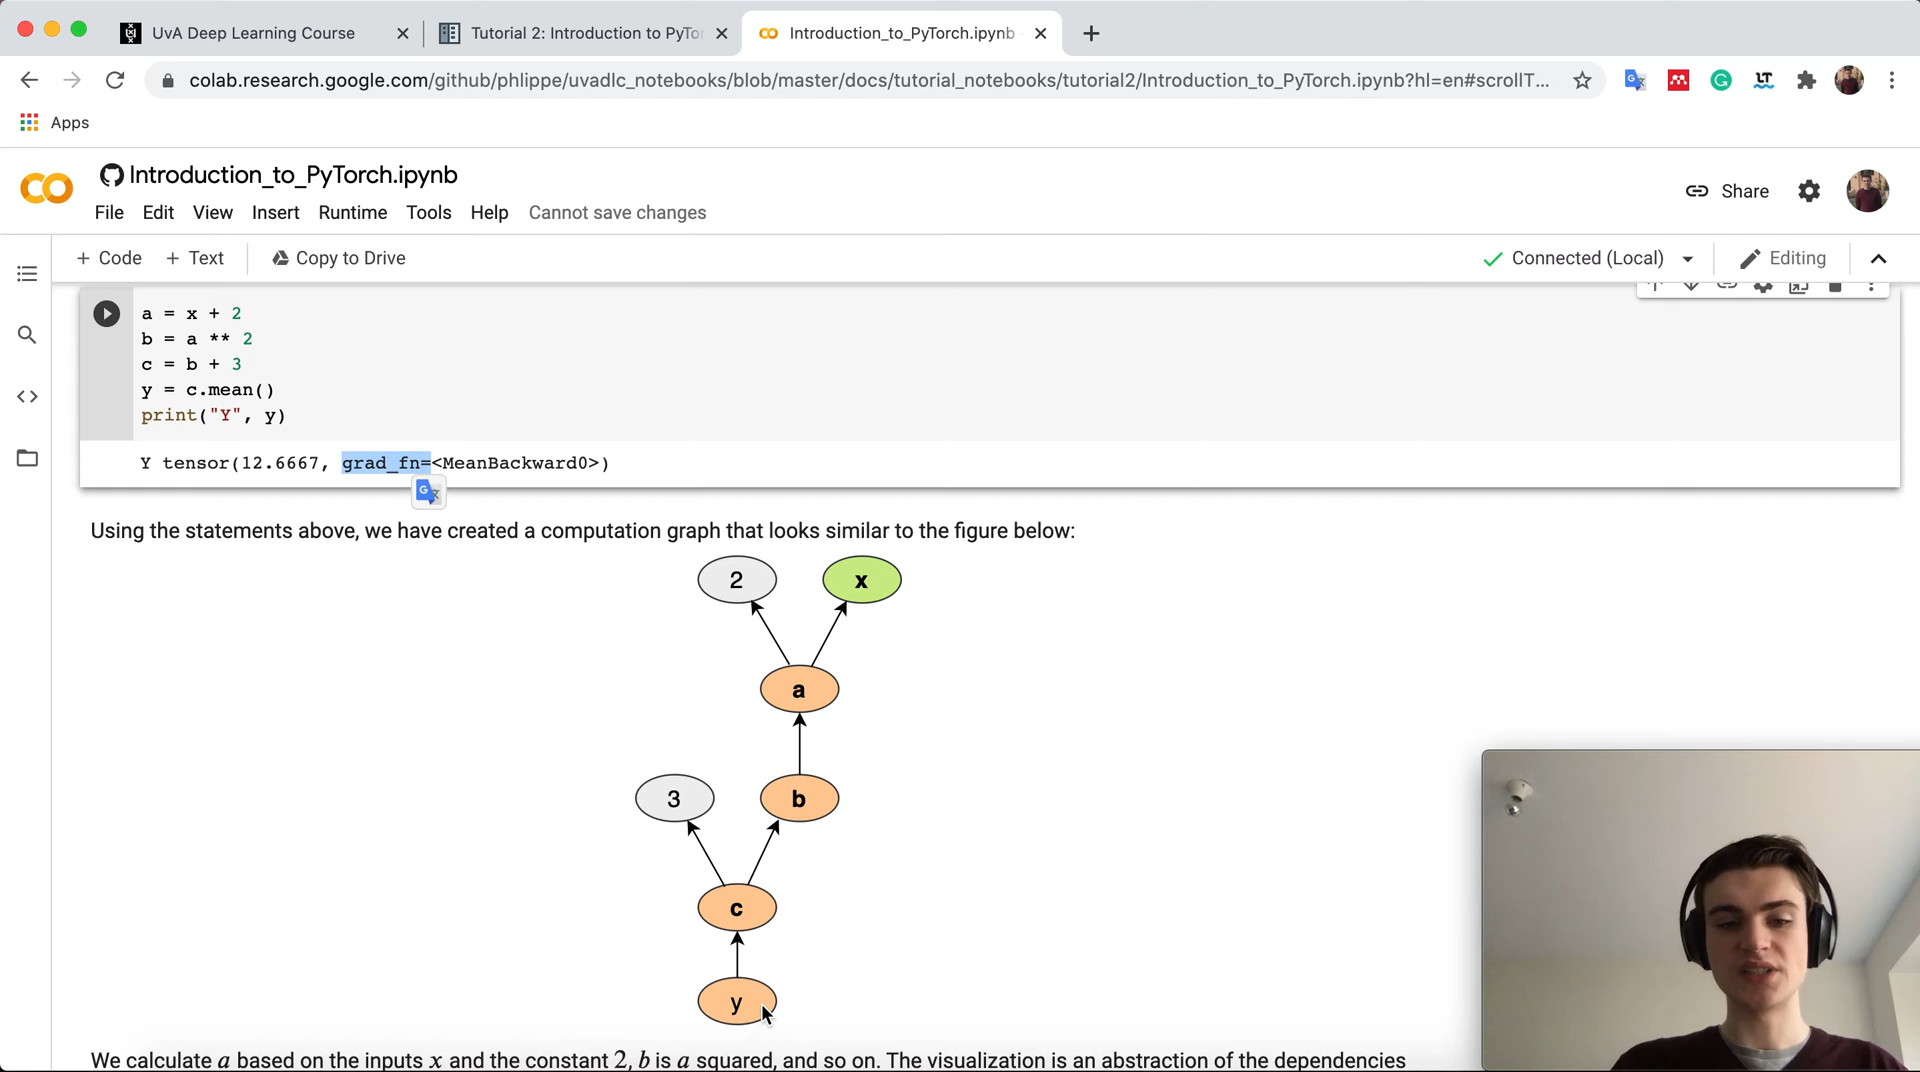 UvA Deep Learning Course
Tutorial 2: Introduction to PyTo
Introduction_to_PyTorch.ipynb
colab.research.google.com/github/phlippe/uvadlc_notebooks/blob/master/docs/tutorial_notebooks/tutorial2/Introduction_to_PyTorch.ipynb?hl=en#scrollT...
Apps
Introduction_to_PyTorch.ipynb
File Edit View Insert Runtime Tools Help Cannot save changes
Share
+ Code + Text Copy to Drive
Connected (Local)
Editing
a = x + 2
b = a ** 2
c = b + 3
y = c.mean()
print("Y", y)
Y tensor(12.6667, grad_fn=<MeanBackward0>)
Using the statements above, we have created a computation graph that looks similar to the figure below:
2 x
a
3 b
c
y
We calculate a based on the inputs x and the constant 2, b is a squared, and so on. The visualization is an abstraction of the dependencies